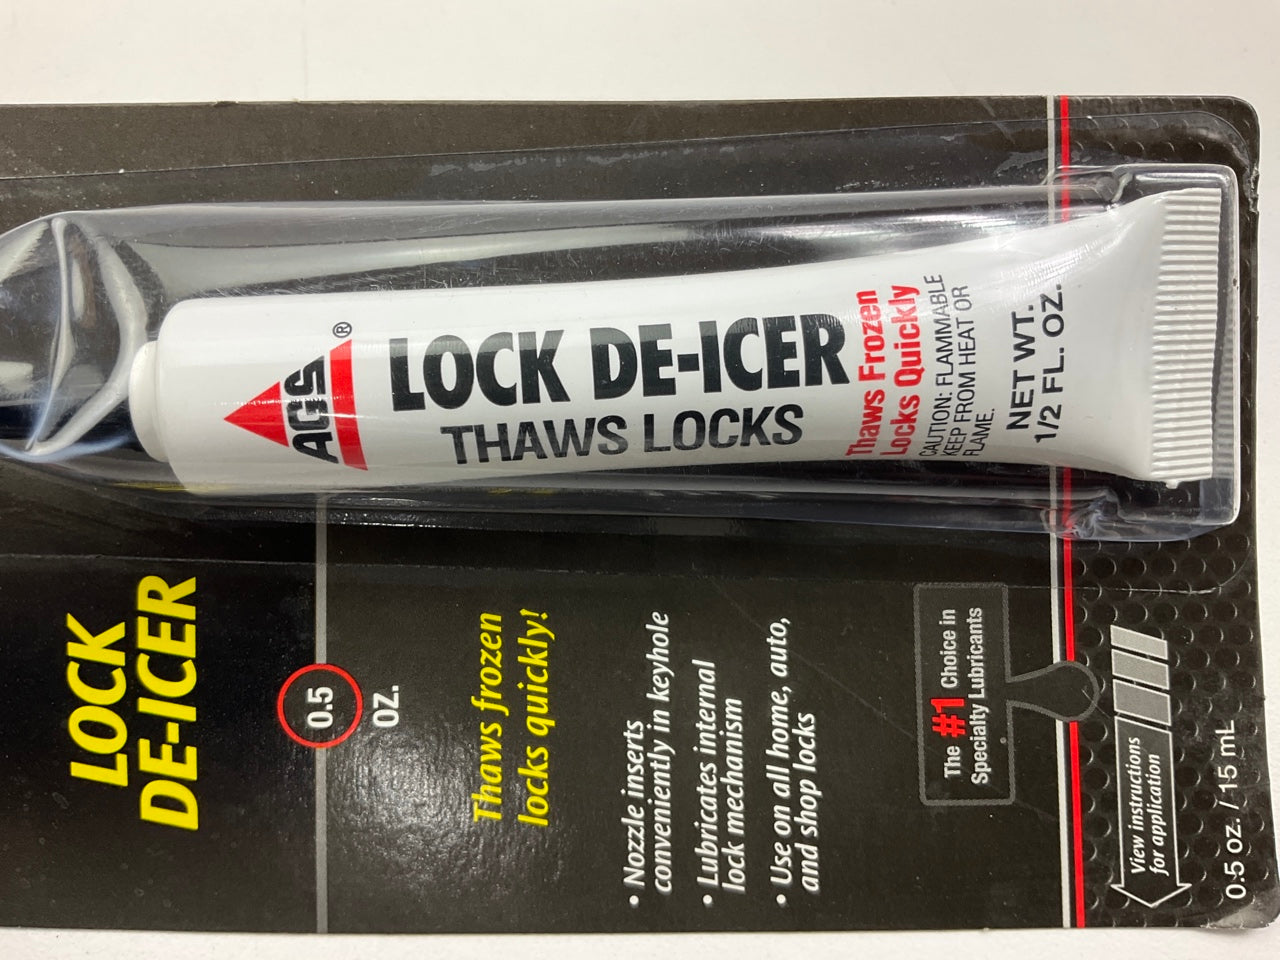 AGS®
LOCK DE-ICER
THAWS LOCKS
Thaws Frozen
Locks Quickly
CAUTION: FLAMMABLE
KEEP FROM HEAT OR
FLAME.
NET WT.
1/2 FL. OZ.
LOCK
DE-ICER
0.5
OZ.
Thaws frozen
locks quickly!
• Nozzle inserts
conveniently in keyhole
• Lubricates internal
lock mechanism
• Use on all home, auto,
and shop locks
The #1 Choice in
Specialty Lubricants
View instructions
for application
0.5 oz. / 15 mL